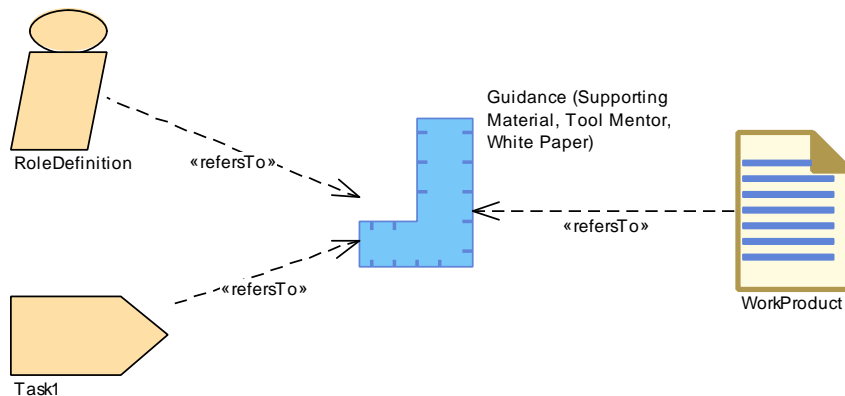 Guidance (Supporting
Material, Tool Mentor,
White Paper)
RoleDefinition
«refersTo»
«refersTo»
«refersTo»
WorkProduct
Task1